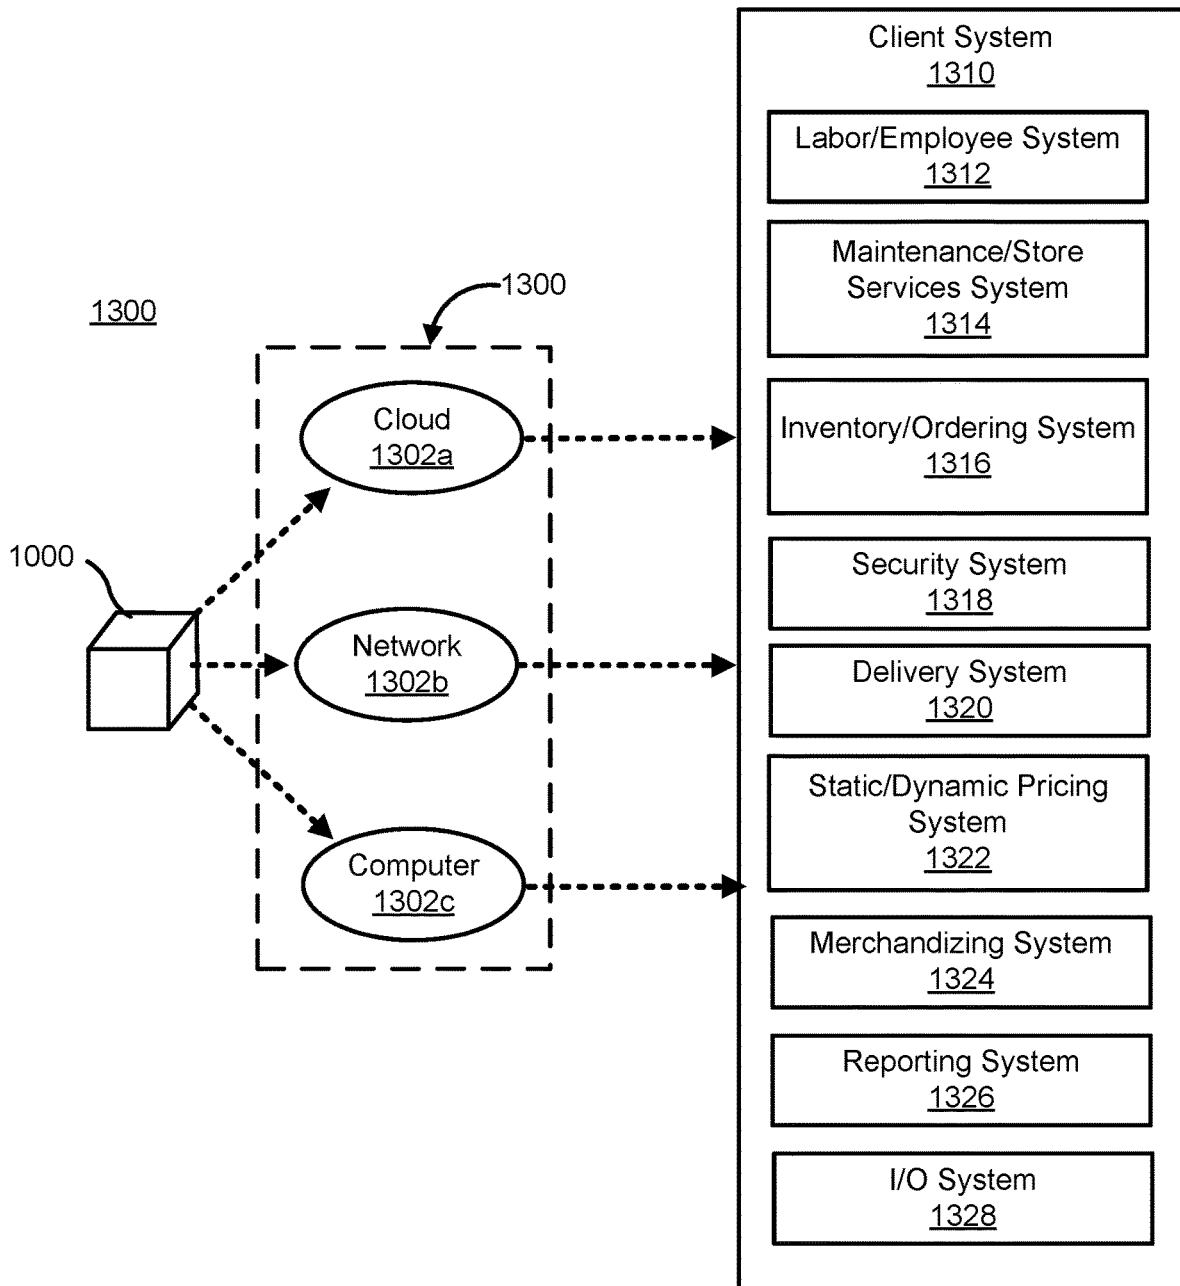 Client System
1310
Labor/Employee System
1312
Maintenance/Store
Services System
1314
1300
1300
Cloud
1302a
Inventory/Ordering System
1316
1000
Security System
1318
Network
1302b
Delivery System
1320
Static/Dynamic Pricing
System
1322
Computer
1302c
Merchandizing System
1324
Reporting System
1326
I/O System
1328